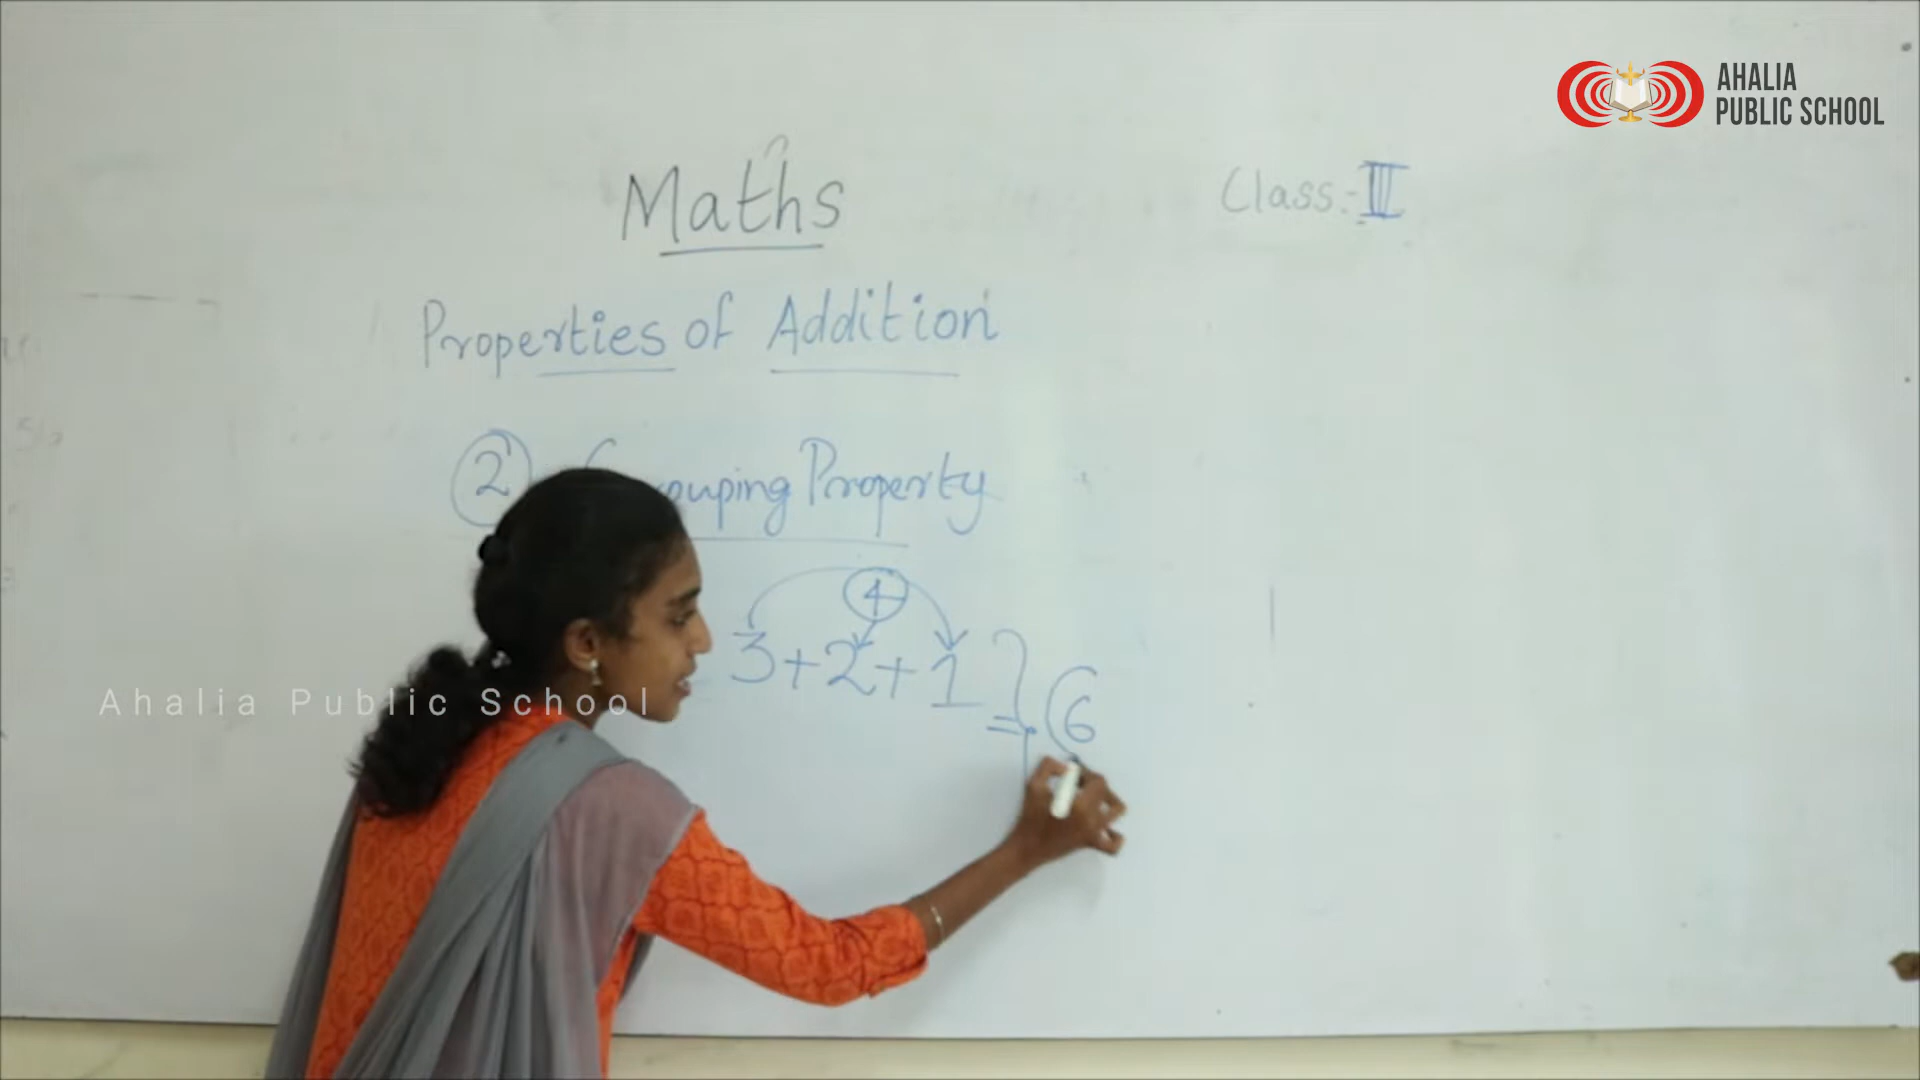 AHALIA
PUBLIC SCHOOL
Maths
Class:- III
Properties of Addition
2 Grouping Property
4
3+2+1
= 6
Ahalia Public School